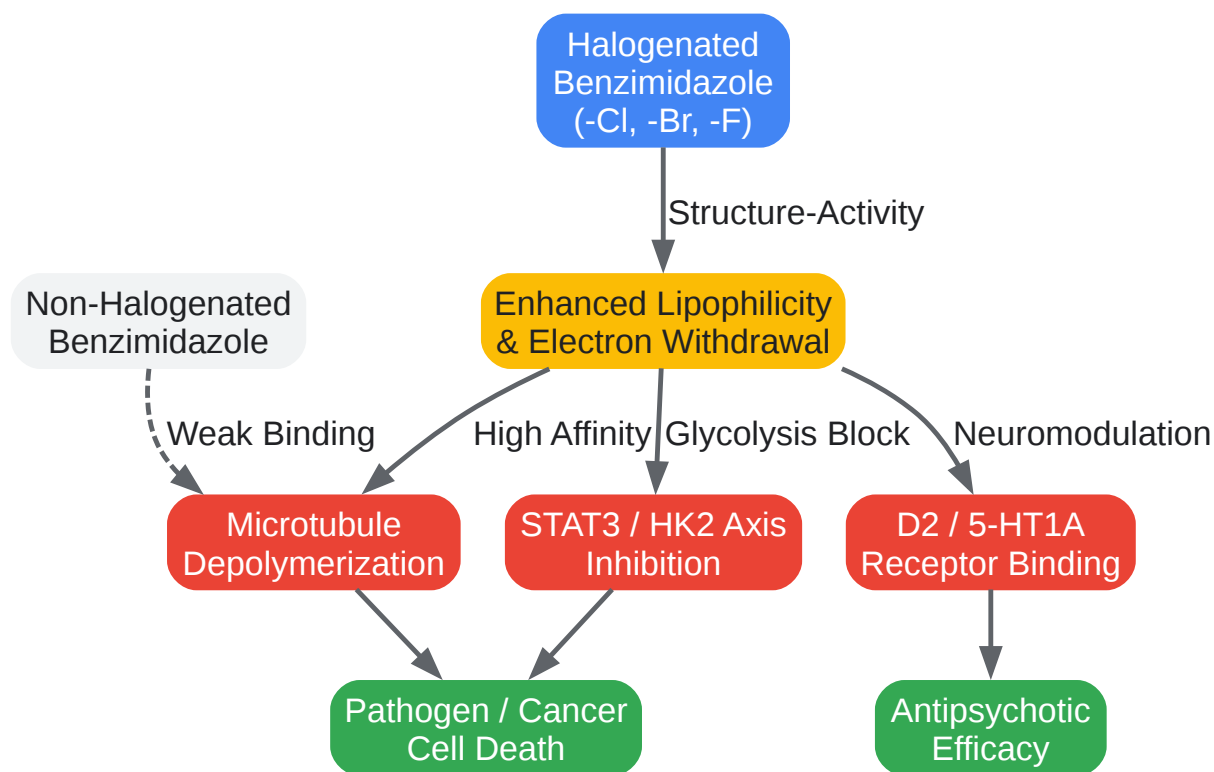 Halogenated
Benzimidazole
(-Cl, -Br, -F)
Structure-Activity
Non-Halogenated
Benzimidazole
Enhanced Lipophilicity
& Electron Withdrawal
Weak Binding
High Affinity
Glycolysis Block
Neuromodulation
Microtubule
Depolymerization
STAT3 / HK2 Axis
Inhibition
D2 / 5-HT1A
Receptor Binding
Pathogen / Cancer
Cell Death
Antipsychotic
Efficacy